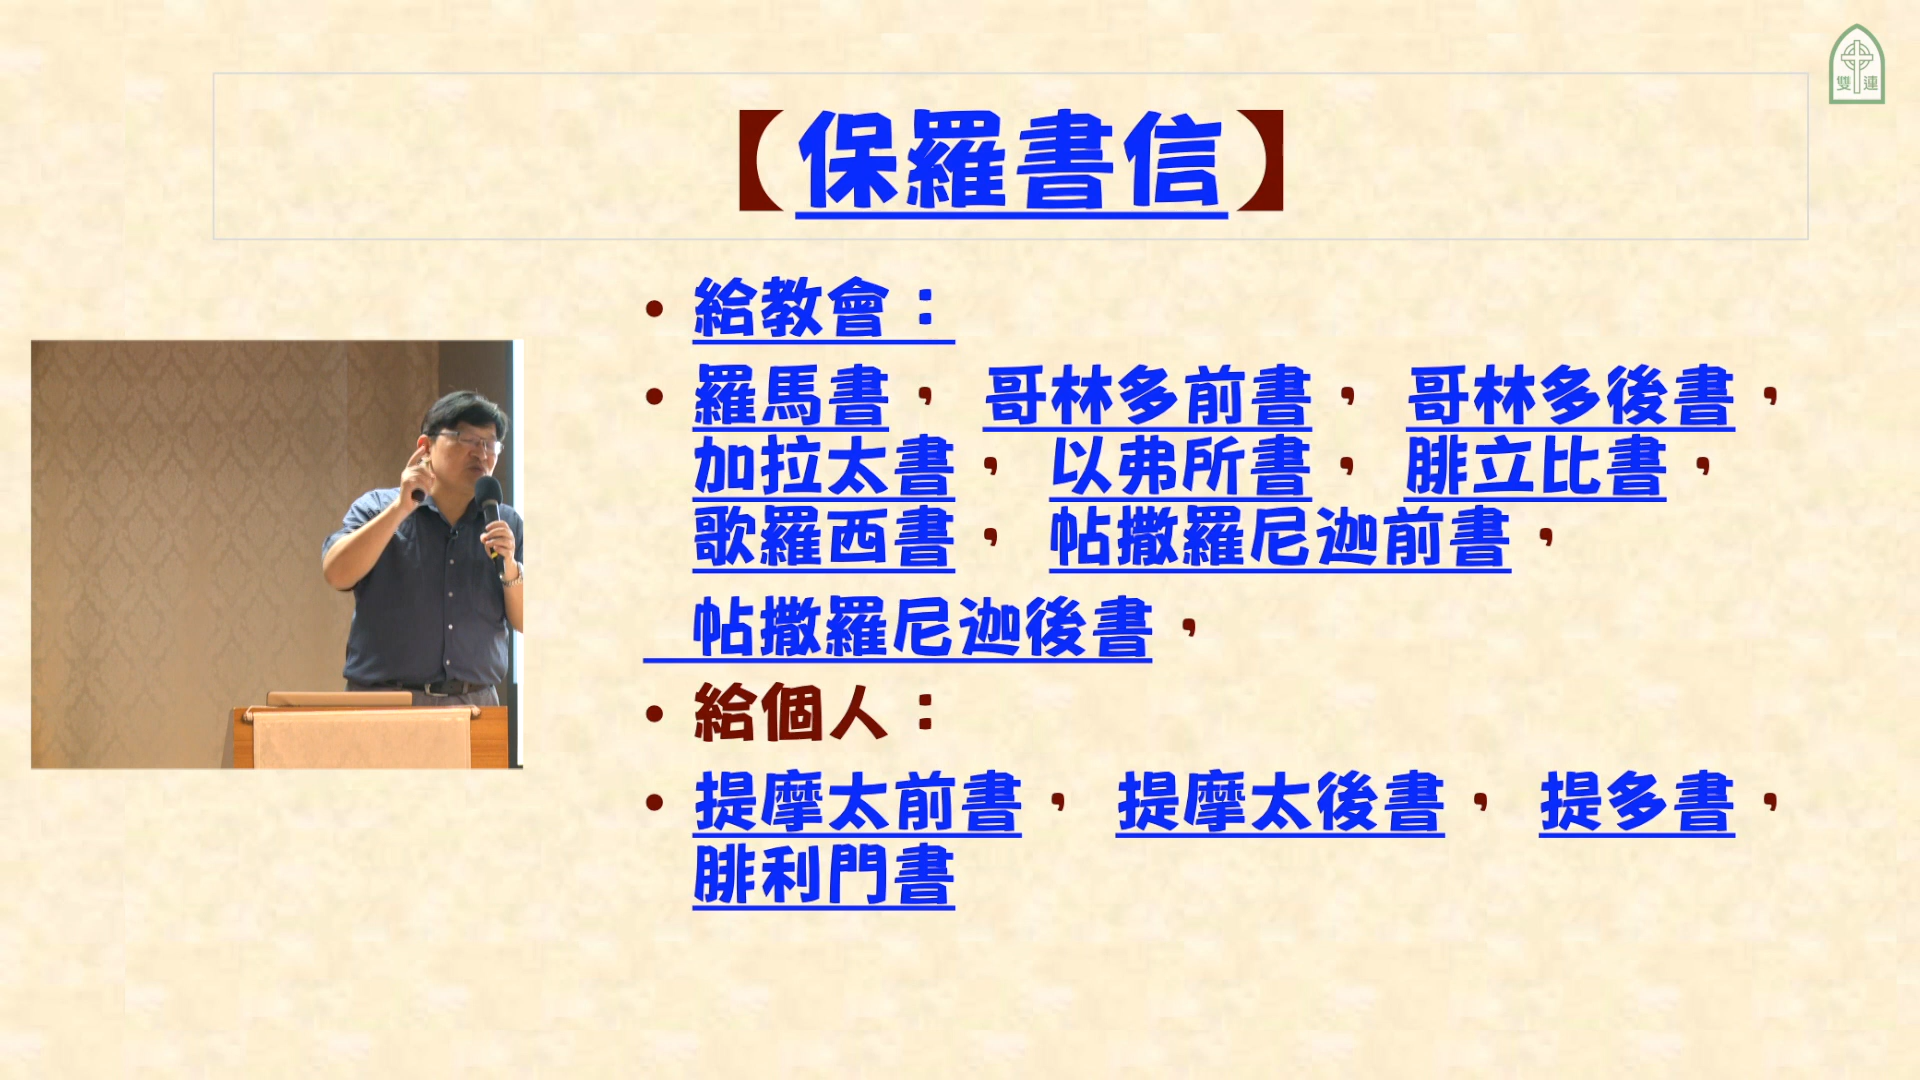 雙連
【保羅書信】
• 給教會：
• 羅馬書， 哥林多前書， 哥林多後書，
加拉太書， 以弗所書， 腓立比書，
歌羅西書， 帖撒羅尼迦前書，
帖撒羅尼迦後書，
• 給個人：
• 提摩太前書， 提摩太後書， 提多書，
腓利門書